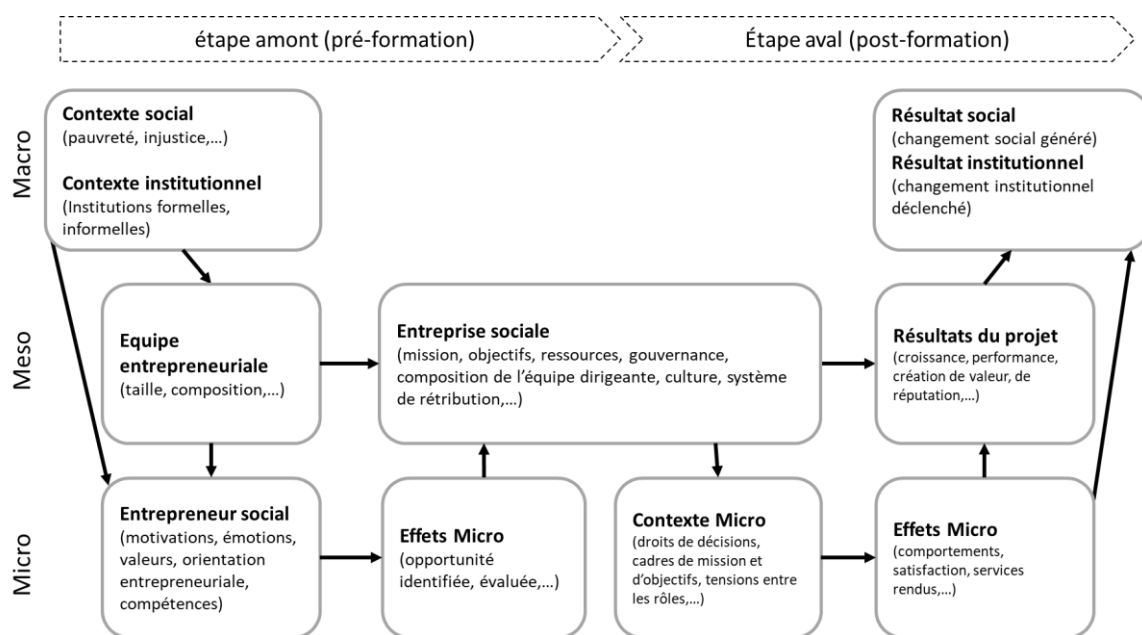 étape amont (pré-formation)
Étape aval (post-formation)
Macro
Contexte social
(pauvreté, injustice,...)
Contexte institutionnel
(Institutions formelles,
informelles)
Résultat social
(changement social généré)
Résultat institutionnel
(changement institutionnel
déclenché)
Meso
Equipe
entrepreneuriale
(taille, composition,...)
Entreprise sociale
(mission, objectifs, ressources, gouvernance,
composition de l'équipe dirigeante, culture, système
de rétribution,...)
Résultats du projet
(croissance, performance,
création de valeur, de
réputation,...)
Micro
Entrepreneur social
(motivations, émotions,
valeurs, orientation
entrepreneuriale,
compétences)
Effets Micro
(opportunité
identifiée, évaluée,...)
Contexte Micro
(droits de décisions,
cadres de mission et
d'objectifs, tensions entre
les rôles,...)
Effets Micro
(comportements,
satisfaction, services
rendus,...)